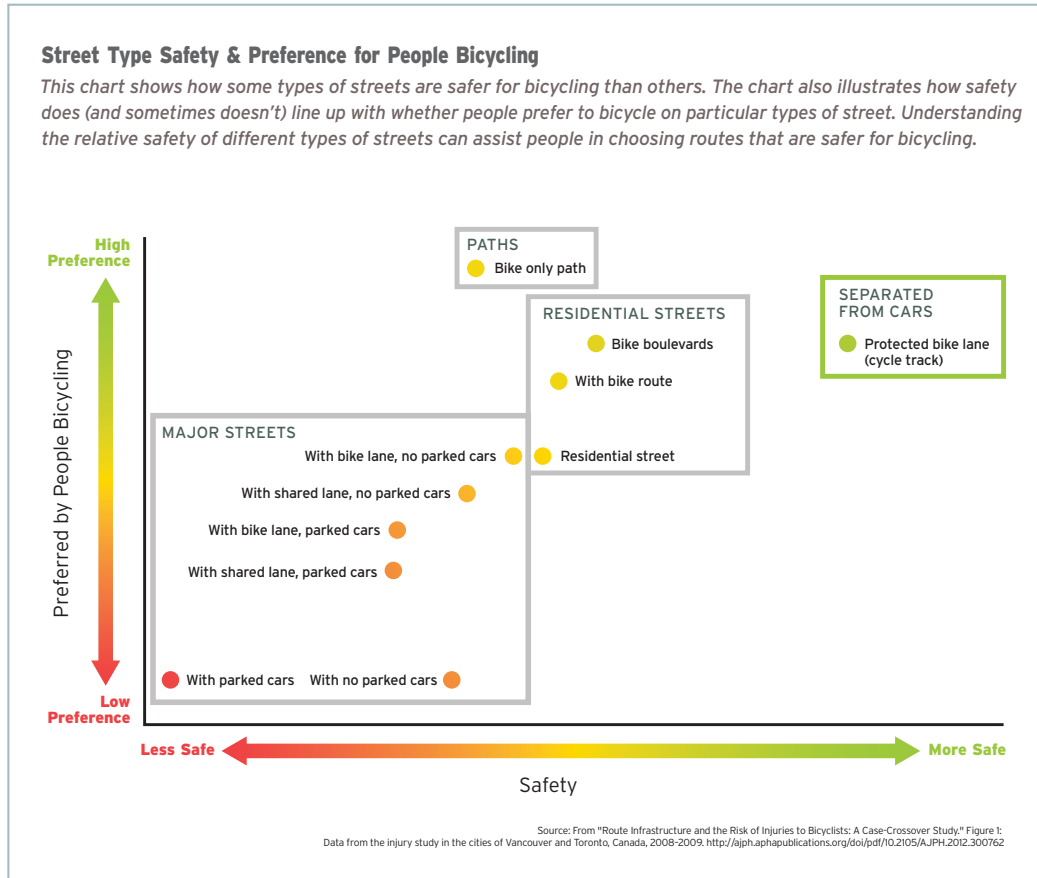 Street Type Safety & Preference for People Bicycling
This chart shows how some types of streets are safer for bicycling than others. The chart also illustrates how safety
does (and sometimes doesn't) line up with whether people prefer to bicycle on particular types of street. Understanding
the relative safety of different types of streets can assist people in choosing routes that are safer for bicycling.
High
Preference
Preferred by People Bicycling
Low
Preference
PATHS
Bike only path
RESIDENTIAL STREETS
Bike boulevards
With bike route
Residential street
SEPARATED
FROM CARS
Protected bike lane
(cycle track)
MAJOR STREETS
With bike lane, no parked cars
With shared lane, no parked cars
With bike lane, parked cars
With shared lane, parked cars
With parked cars
With no parked cars
Less Safe
More Safe
Safety
Source: From "Route Infrastructure and the Risk of Injuries to Bicyclists: A Case-Crossover Study." Figure 1:
Data from the injury study in the cities of Vancouver and Toronto, Canada, 2008-2009. http://ajph.aphapublications.org/doi/pdf/10.2105/AJPH.2012.300762